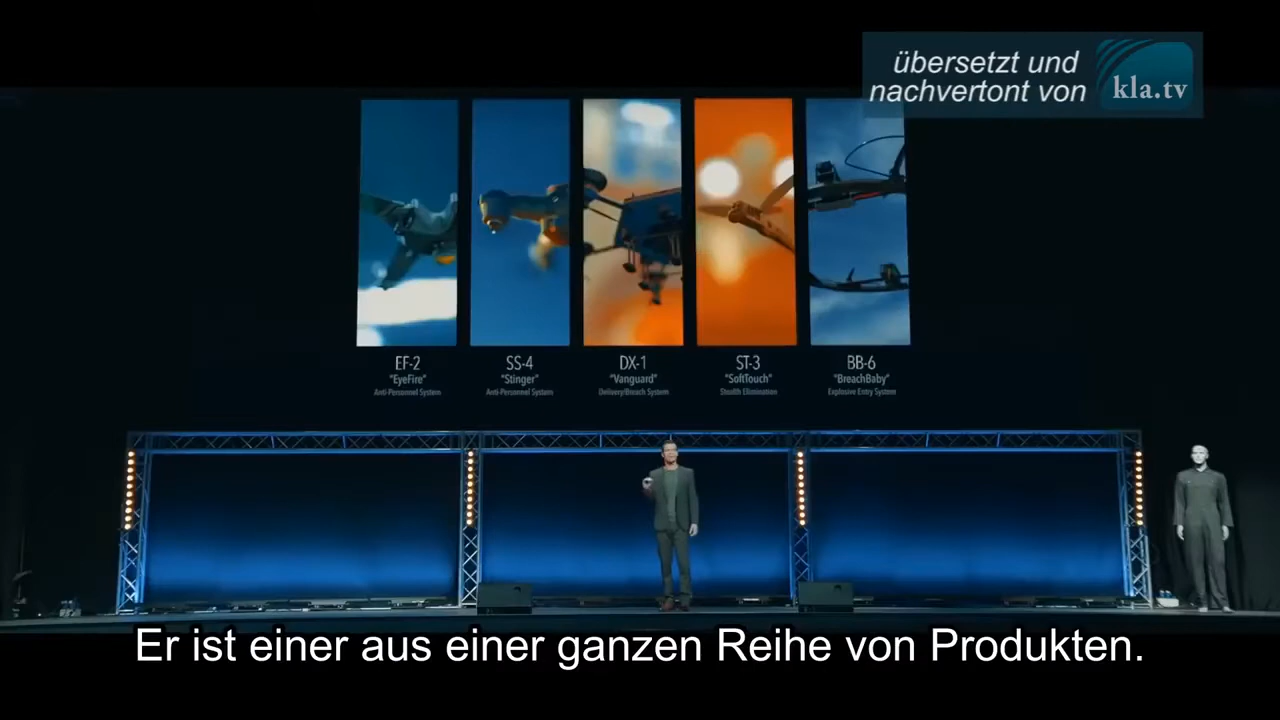 übersetzt und
nachvertont von
kla.tv
EF-2
"EyeFire"
Anti-Personnel System
SS-4
"Stinger"
Anti-Personnel System
DX-1
"Vanguard"
Delivery/Breach System
ST-3
"SoftTouch"
Stealth Elimination
BB-6
"BreachBaby"
Explosive Entry System
Er ist einer aus einer ganzen Reihe von Produkten.